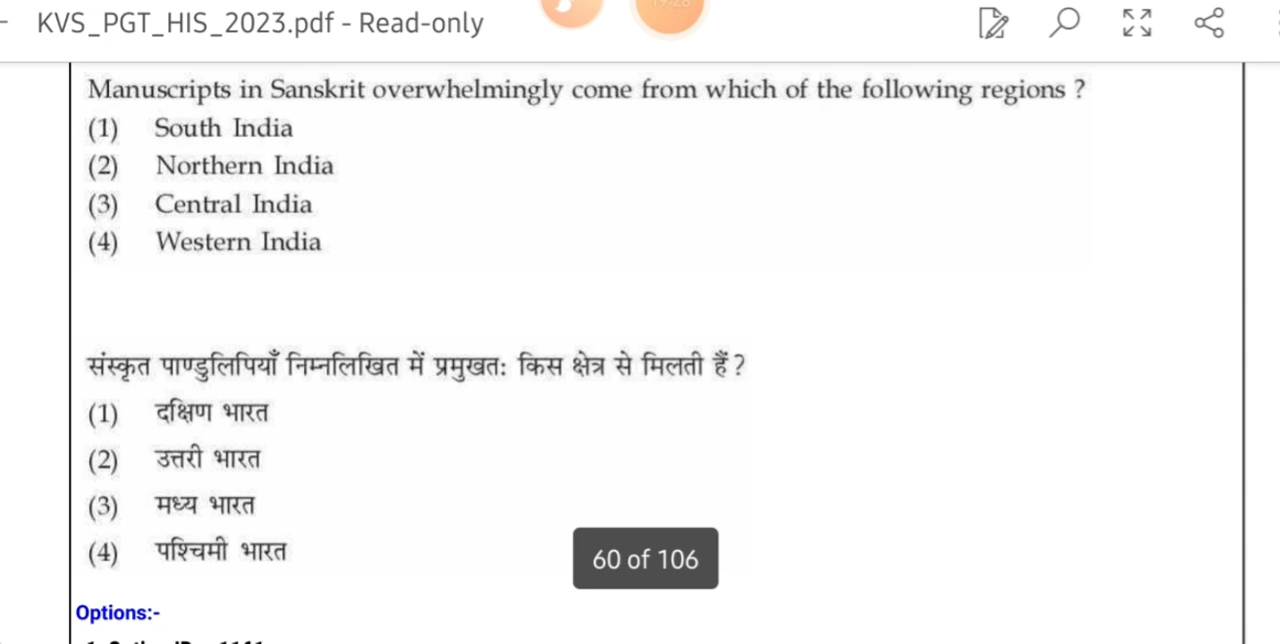 KVS_PGT_HIS_2023.pdf - Read-only
Manuscripts in Sanskrit overwhelmingly come from which of the following regions ?
(1) South India
(2) Northern India
(3) Central India
(4) Western India
संस्कृत पाण्डुलिपियाँ निम्नलिखित में प्रमुखत: किस क्षेत्र से मिलती हैं ?
(1) दक्षिण भारत
(2) उत्तरी भारत
(3) मध्य भारत
(4) पश्चिमी भारत
60 of 106
Options:-